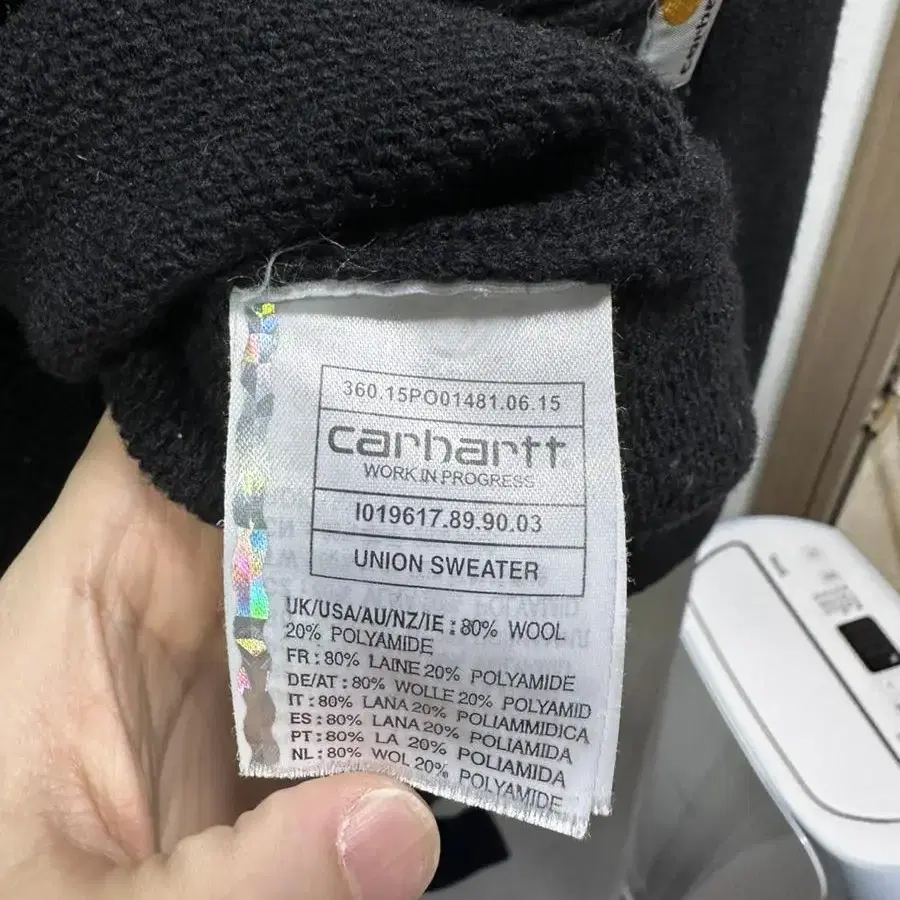 carhartt
360.15PO01481.06.15
carhartt
WORK IN PROGRESS
I019617.89.90.03
UNION SWEATER
UK/USA/AU/NZ/IE : 80% WOOL
20% POLYAMIDE
FR : 80% LAINE 20% POLYAMIDE
DE/AT : 80% WOLLE 20% POLYAMID
IT : 80% LANA 20% POLIAMMIDICA
ES : 80% LANA 20% POLIAMIDA
PT : 80% LA 20% POLIAMIDA
NL : 80% WOL 20% POLYAMIDE